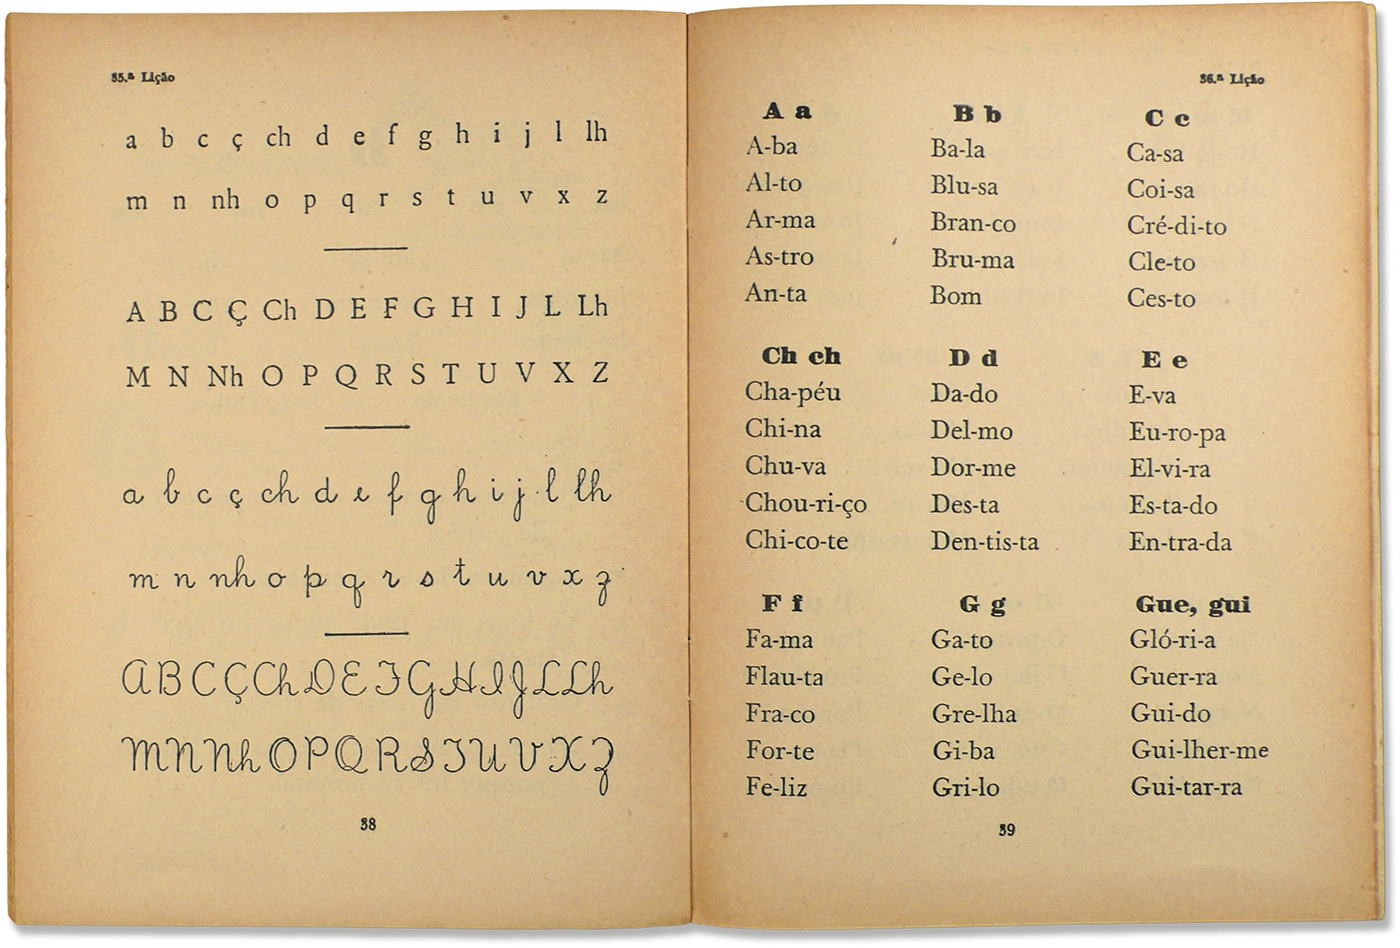 35.ª Lição
a b c ç ch d e f g h i j l lh
m n nh o p q r s t u v x z
A B C Ç Ch D E F G H I J L Lh
M N Nh O P Q R S T U V X Z
a b c ç ch d e f g h i j l lh
m n nh o p q r s t u v x z
A B C Ç Ch D E F G H I J L Lh
M N Nh O P Q R S T U V X Z
38
36.ª Lição
A a
A-ba
Al-to
Ar-ma
As-tro
An-ta
B b
Ba-la
Blu-sa
Bran-co
Bru-ma
Bom
C c
Ca-sa
Coi-sa
Cré-di-to
Cle-to
Ces-to
Ch ch
Cha-péu
Chi-na
Chu-va
Chou-ri-ço
Chi-co-te
D d
Da-do
Del-mo
Dor-me
Des-ta
Den-tis-ta
E e
E-va
Eu-ro-pa
El-vi-ra
Es-ta-do
En-tra-da
F f
Fa-ma
Flau-ta
Fra-co
For-te
Fe-liz
G g
Ga-to
Ge-lo
Gre-lha
Gi-ba
Gri-lo
Gue, gui
Gló-ri-a
Guer-ra
Gui-do
Gui-lher-me
Gui-tar-ra
39